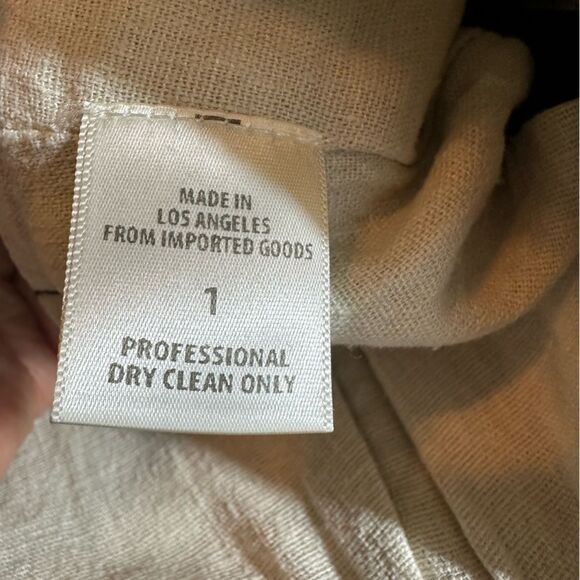 MADE IN
LOS ANGELES
FROM IMPORTED GOODS
1
PROFESSIONAL
DRY CLEAN ONLY